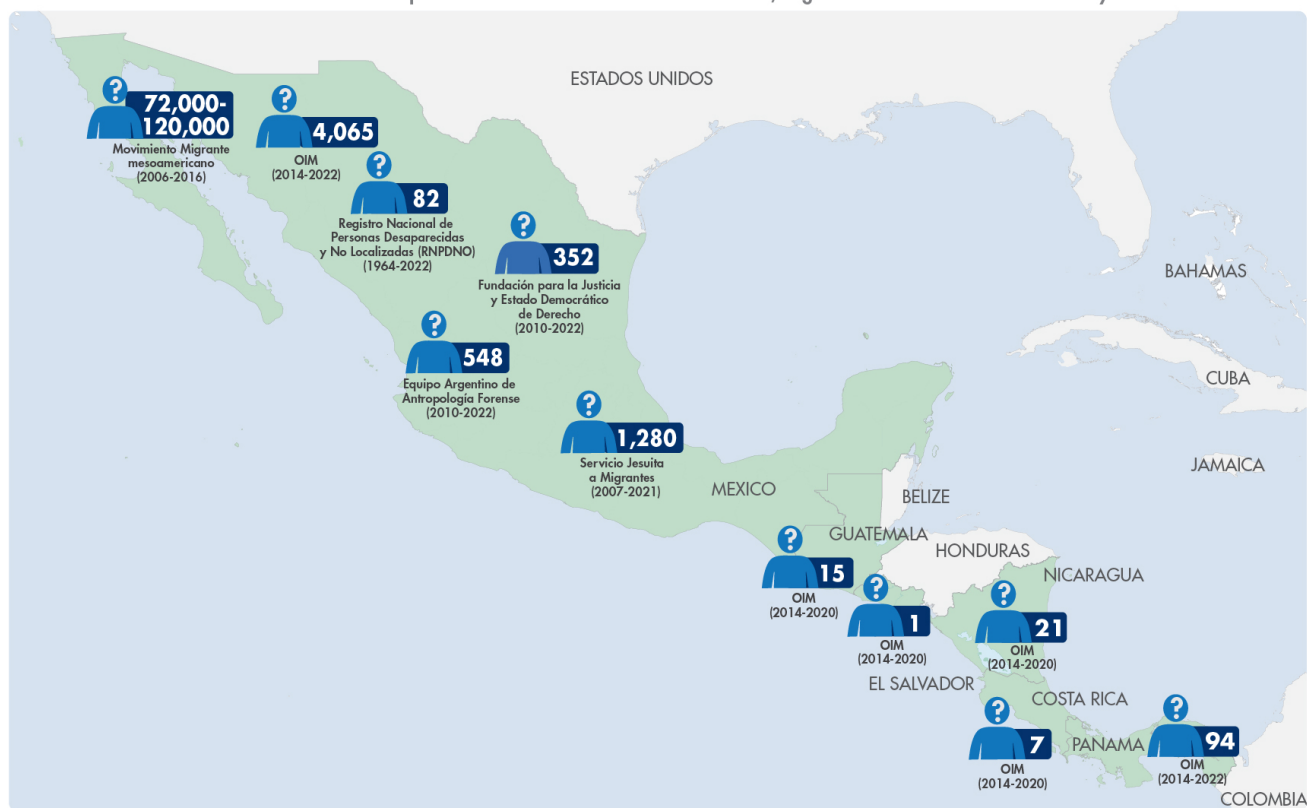 ESTADOS UNIDOS
?
72,000-
120,000
Movimiento Migrante
mesoamericano
(2006-2016)
?
4,065
OIM
(2014-2022)
?
82
Registro Nacional de
Personas Desaparecidas
y No Localizadas (RNPDNO)
(1964-2022)
?
352
Fundación para la Justicia
y Estado Democrático
de Derecho
(2010-2022)
BAHAMAS
?
548
Equipo Argentino de
Antropología Forense
(2010-2022)
CUBA
?
1,280
Servicio Jesuita
a Migrantes
(2007-2021)
JAMAICA
MEXICO
BELIZE
GUATEMALA
HONDURAS
NICARAGUA
?
15
OIM
(2014-2020)
?
1
OIM
(2014-2020)
?
21
OIM
(2014-2020)
EL SALVADOR
COSTA RICA
?
7
OIM
(2014-2020)
PANAMA
?
94
OIM
(2014-2022)
COLOMBIA